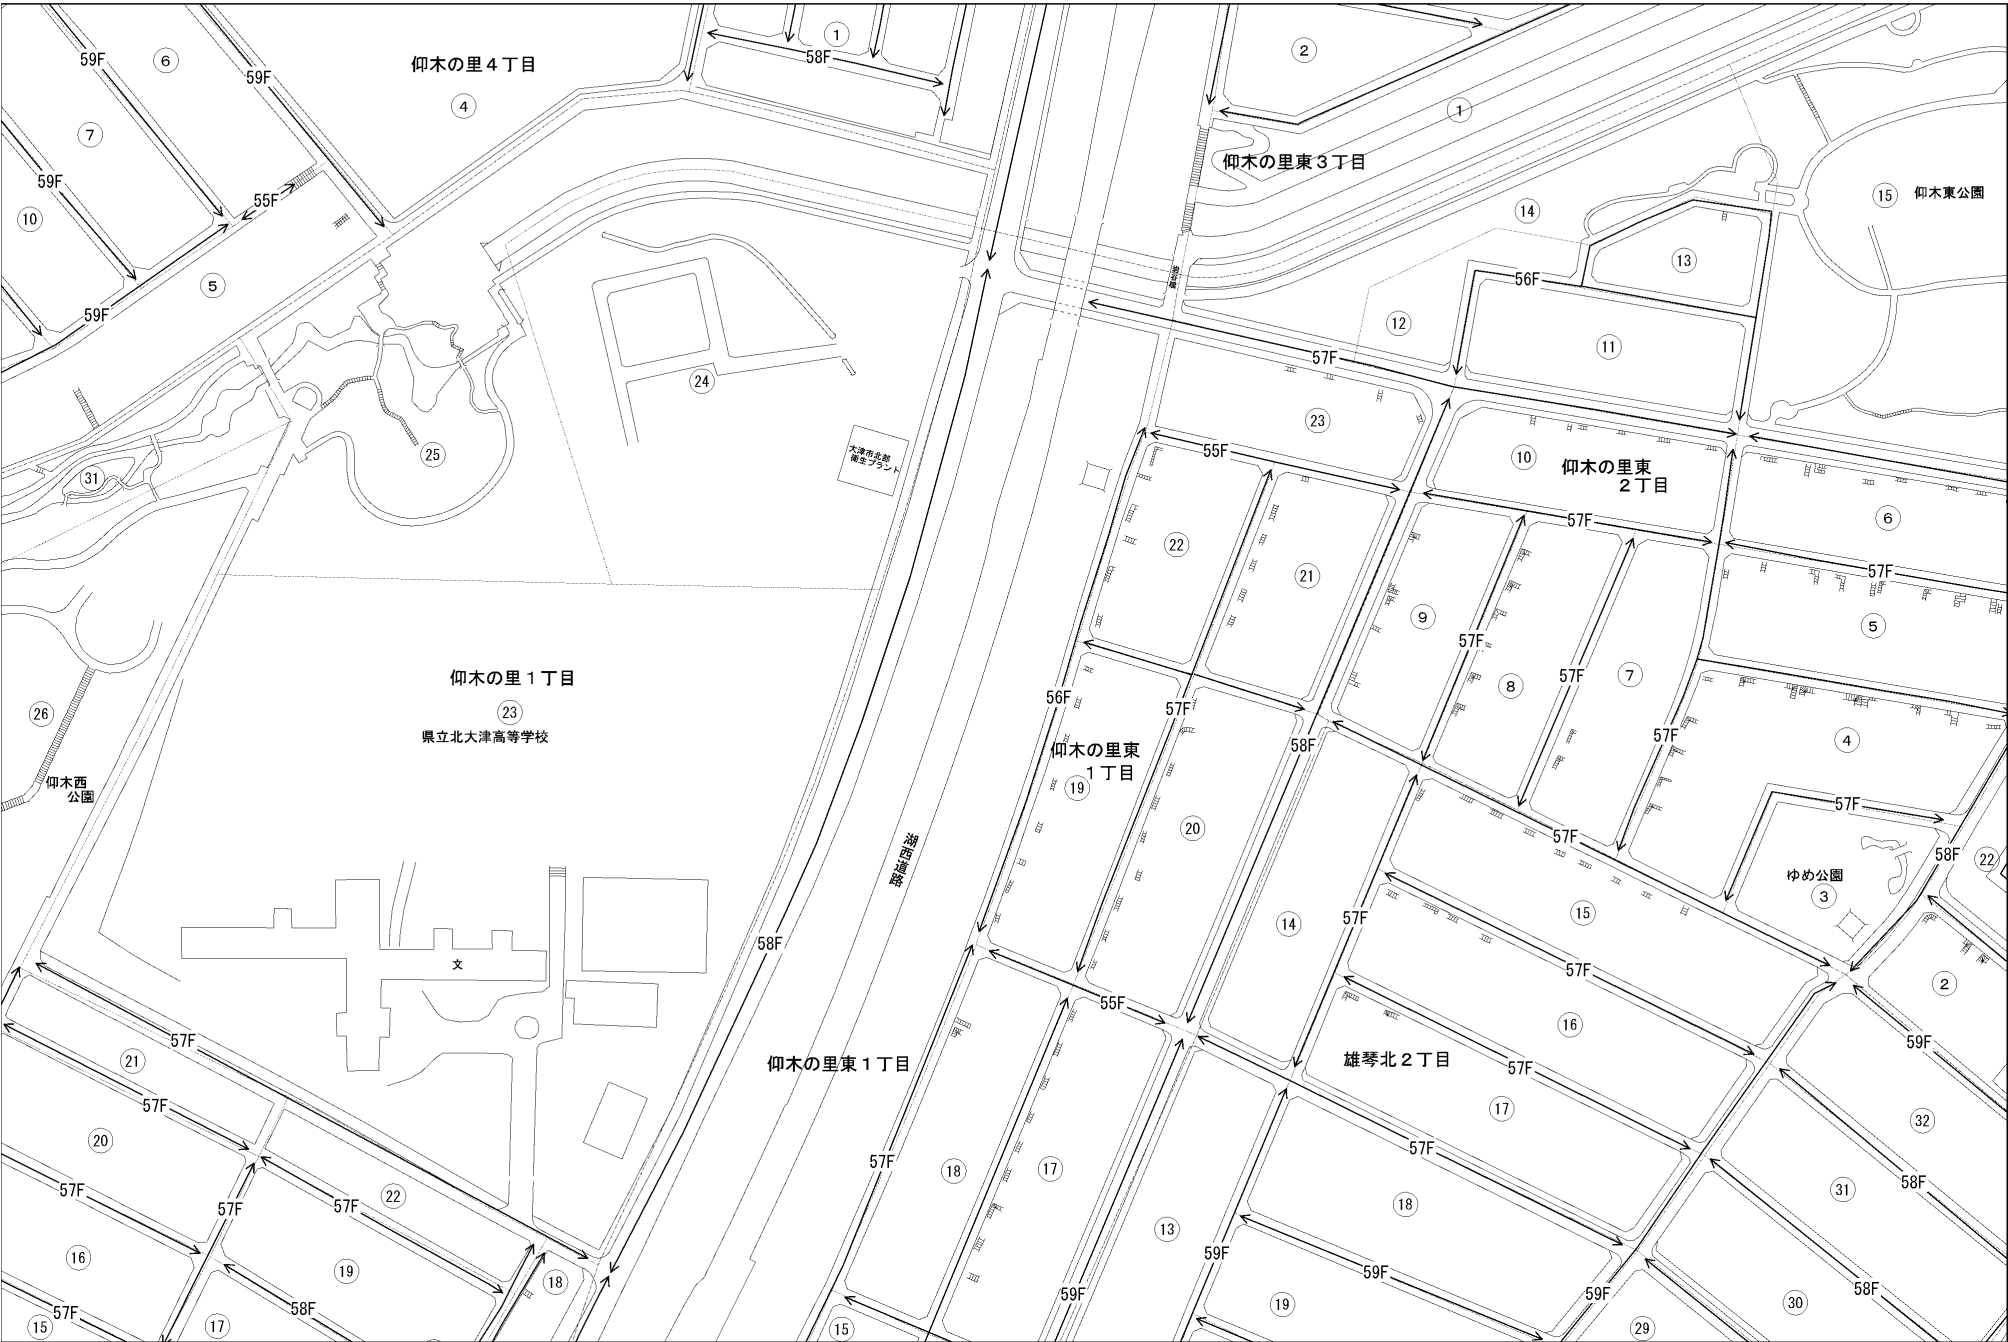 59F
⑥
59F
仰木の里４丁目
④
58F
①
②
①
⑦
59F
55F
⑩
59F
⑤
仰木の里東３丁目
⑭
⑮
仰木東公園
⑬
56F
⑫
⑪
57F
㉔
大津市北部
衛生プラント
㉕
㉛
㉓
55F
⑩
仰木の里東
２丁目
⑥
57F
57F
㉒
㉑
⑨
57F
⑧
57F
⑦
⑤
57F
④
仰木の里１丁目
㉓
県立北大津高等学校
㉖
仰木西
公園
56F
57F
仰木の里東
１丁目
⑲
58F
⑳
57F
57F
58F
ゆめ公園
③
㉒
②
湖西道路
58F
文
⑭
57F
⑮
57F
55F
⑯
59F
57F
㉑
57F
仰木の里東１丁目
雄琴北２丁目
57F
⑰
㉜
⑳
57F
57F
㉒
57F
57F
⑱
⑰
57F
㉛
58F
⑯
⑲
58F
⑱
⑬
⑱
59F
59F
57F
⑮
⑰
59F
⑮
⑲
59F
㉙
㉚
58F